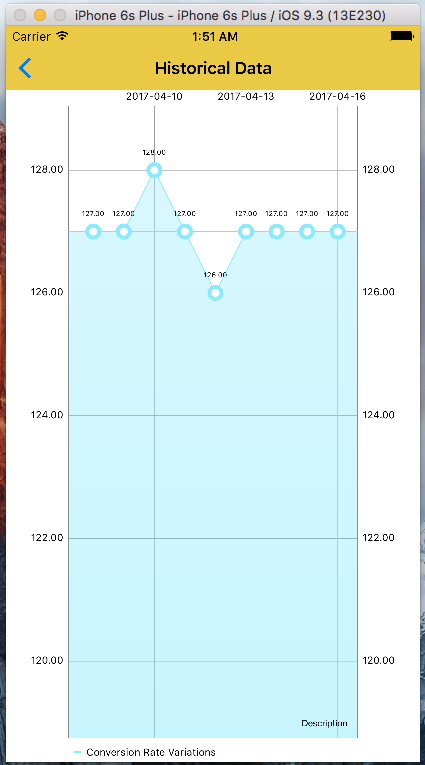 iPhone 6s Plus - iPhone 6s Plus / iOS 9.3 (13E230)
Carrier 1:51 AM
Historical Data
2017-04-10 2017-04-13 2017-04-16
128.00
128.00 128.00
127.00 127.00 127.00 127.00 127.00 127.00 127.00
126.00
126.00 126.00
124.00 124.00
122.00 122.00
120.00 120.00
Description
Conversion Rate Variations